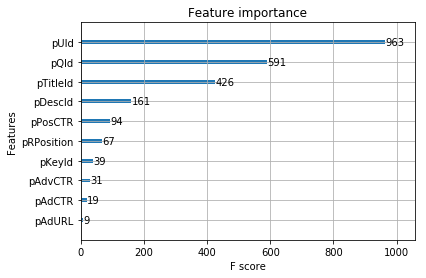 Feature importance
Features
pUId 963
pQId 591
pTitleId 426
pDescId 161
pPosCTR 94
pRPosition 67
pKeyId 39
pAdvCTR 31
pAdCTR 19
pAdURL 9
0 200 400 600 800 1000
F score